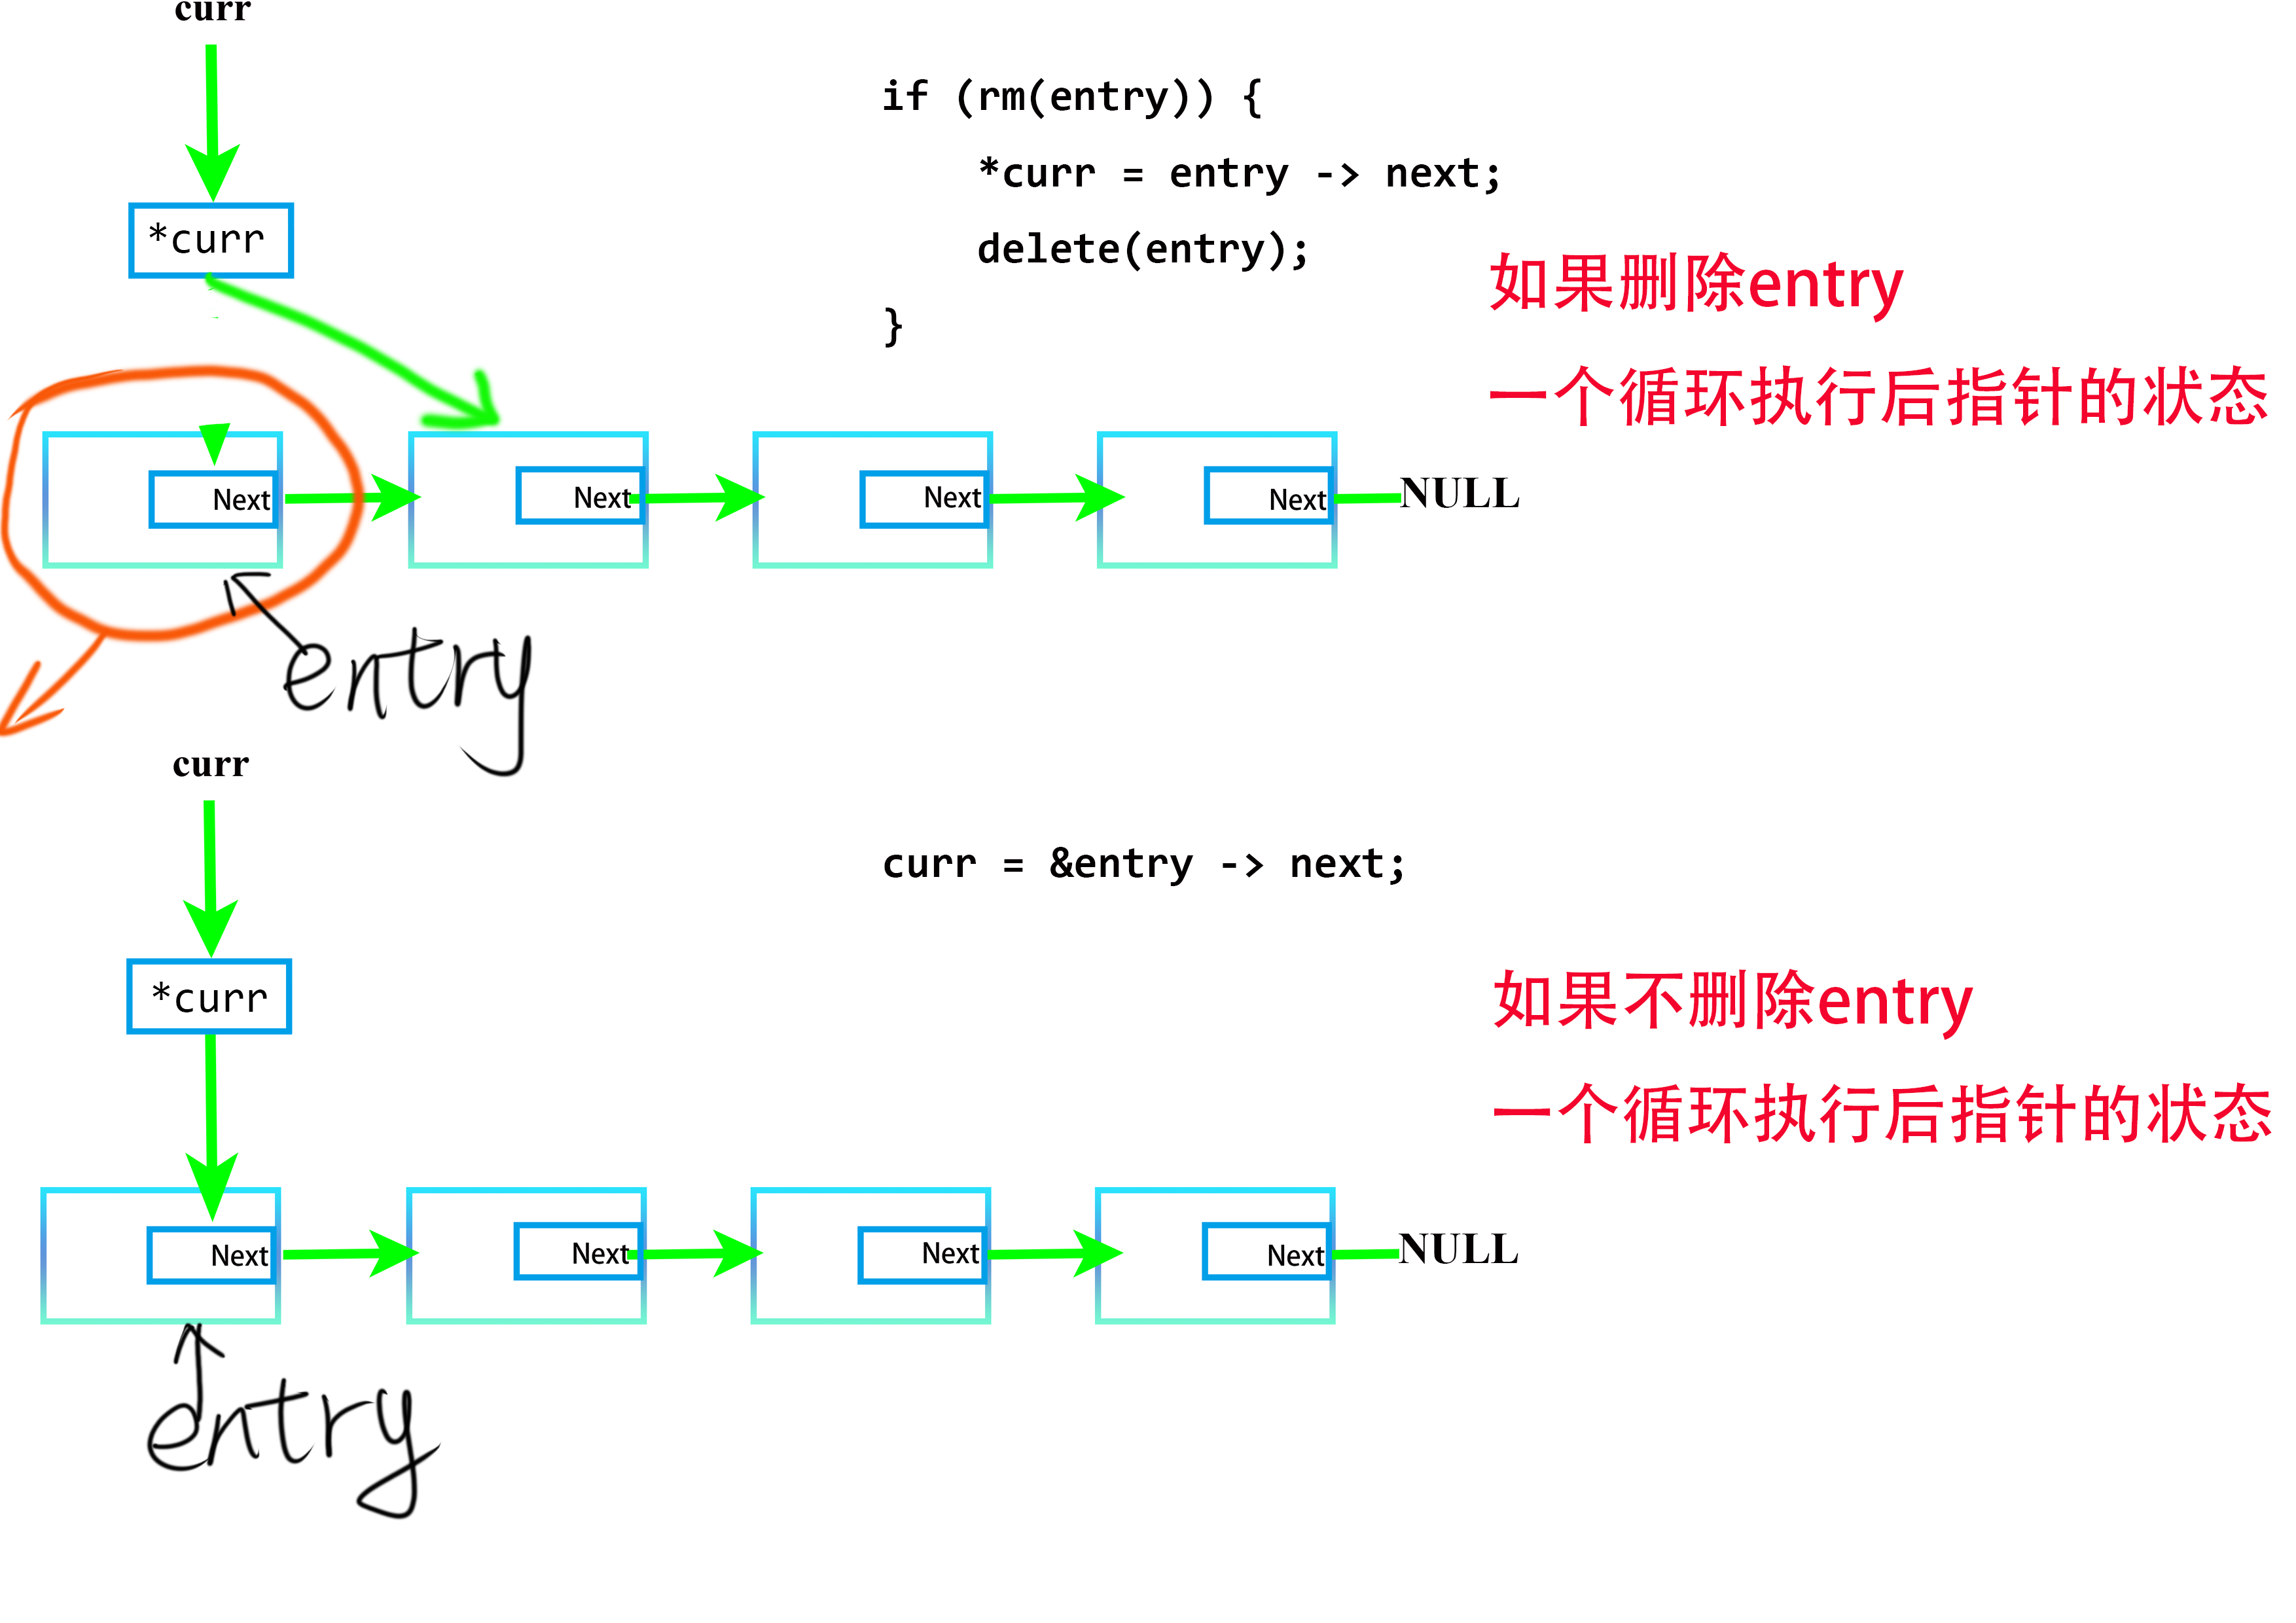 curr
if (rm(entry)) {
*curr = entry -> next;
*curr
delete(entry);
如果删除entry
}
一个循环执行后指针的状态
Next Next Next Next NULL
entry
curr
curr = &entry -> next;
*curr
如果不删除entry
一个循环执行后指针的状态
Next Next Next Next NULL
entry